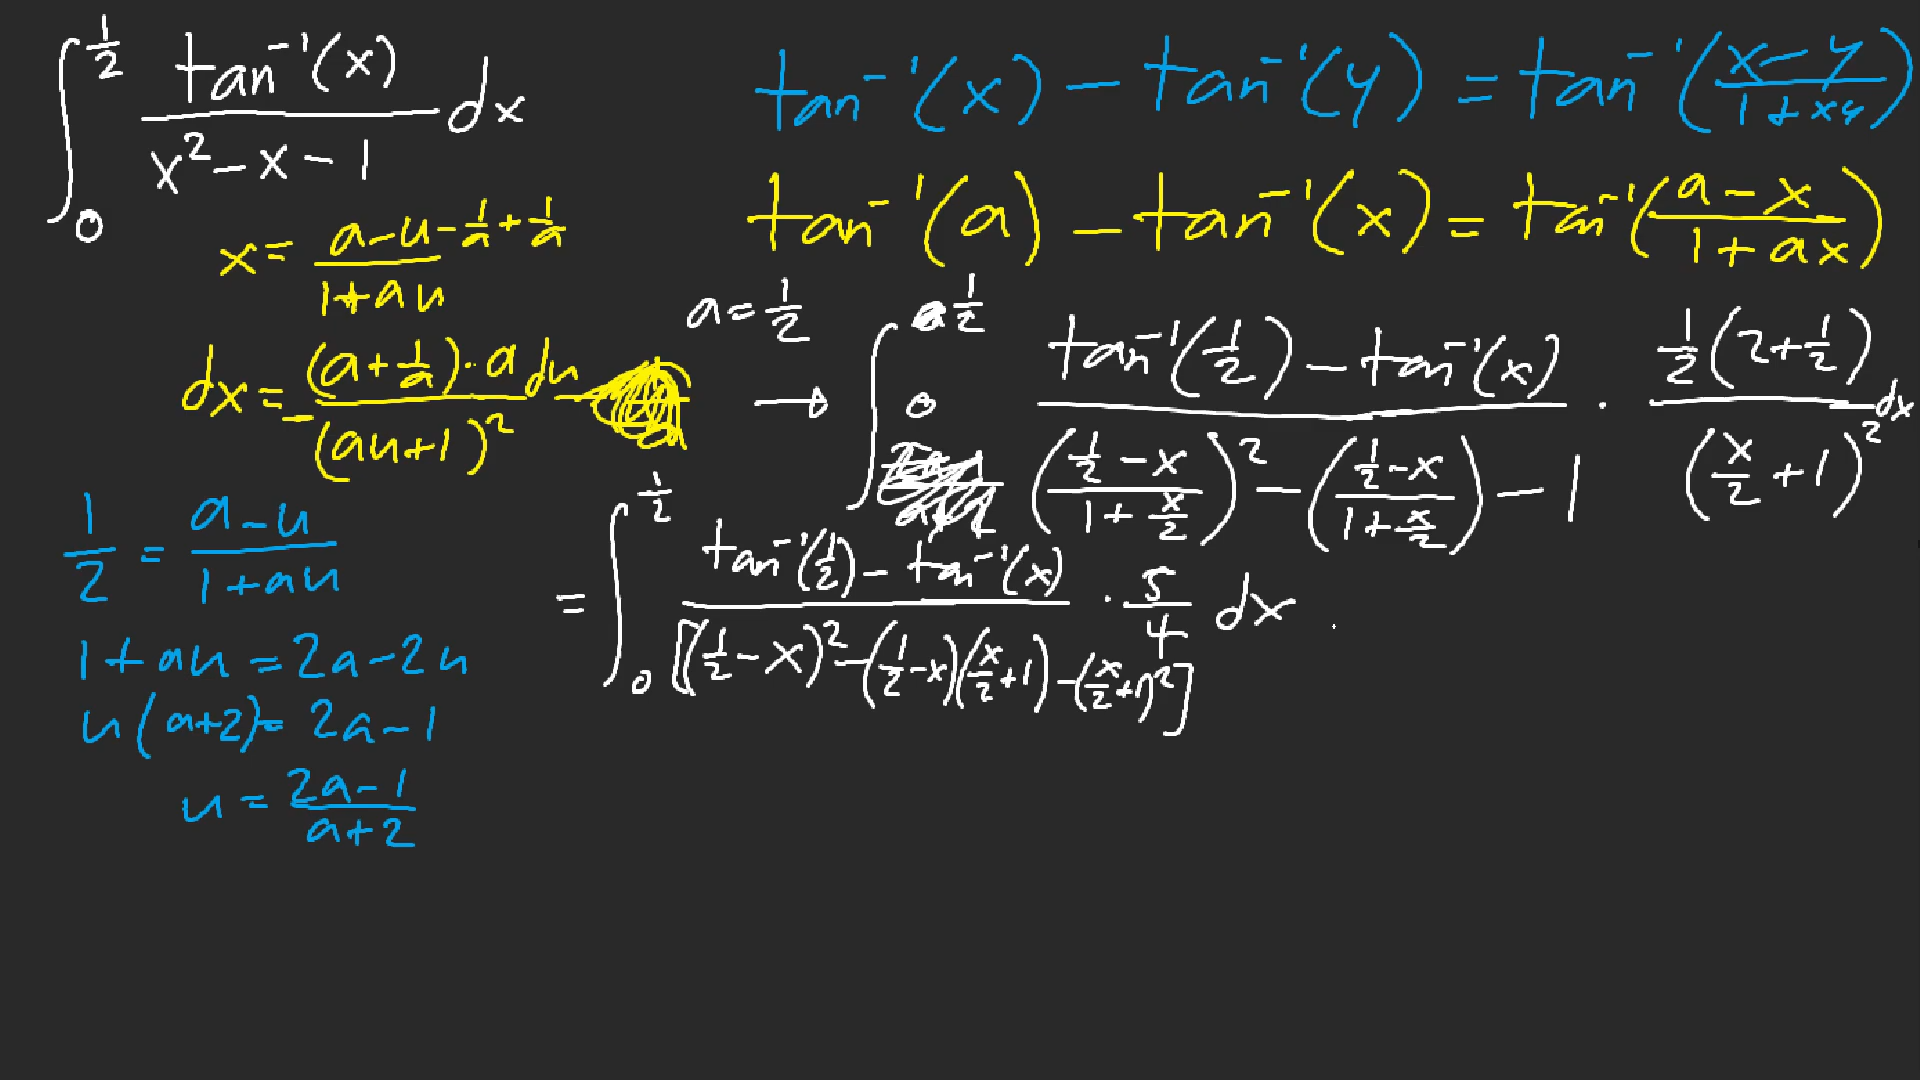 ∫₀^(1/2) tan⁻¹(x)/(x² − x − 1) dx
tan⁻¹(x) − tan⁻¹(y) = tan⁻¹((x − y)/(1 + xy))
tan⁻¹(a) − tan⁻¹(x) = tan⁻¹((a − x)/(1 + ax))
x = (a − u − 1/a + 1/a)/(1 + au)
dx = −((a + 1/a)·a du)/(au + 1)²
a = 1/2
→ ∫₀^(1/2) (tan⁻¹(1/2) − tan⁻¹(x))/(((1/2 − x)/(1 + x/2))² − ((1/2 − x)/(1 + x/2)) − 1) · (1/2(2 + 1/2))/(x/2 + 1)² dx
= ∫₀^(1/2) (tan⁻¹(1/2) − tan⁻¹(x))/[(1/2 − x)² − (1/2 − x)(x/2 + 1) − (x/2 + 1)²] · 5/4 dx
1/2 = (a − u)/(1 + au)
1 + au = 2a − 2u
u(a + 2) = 2a − 1
u = (2a − 1)/(a + 2)